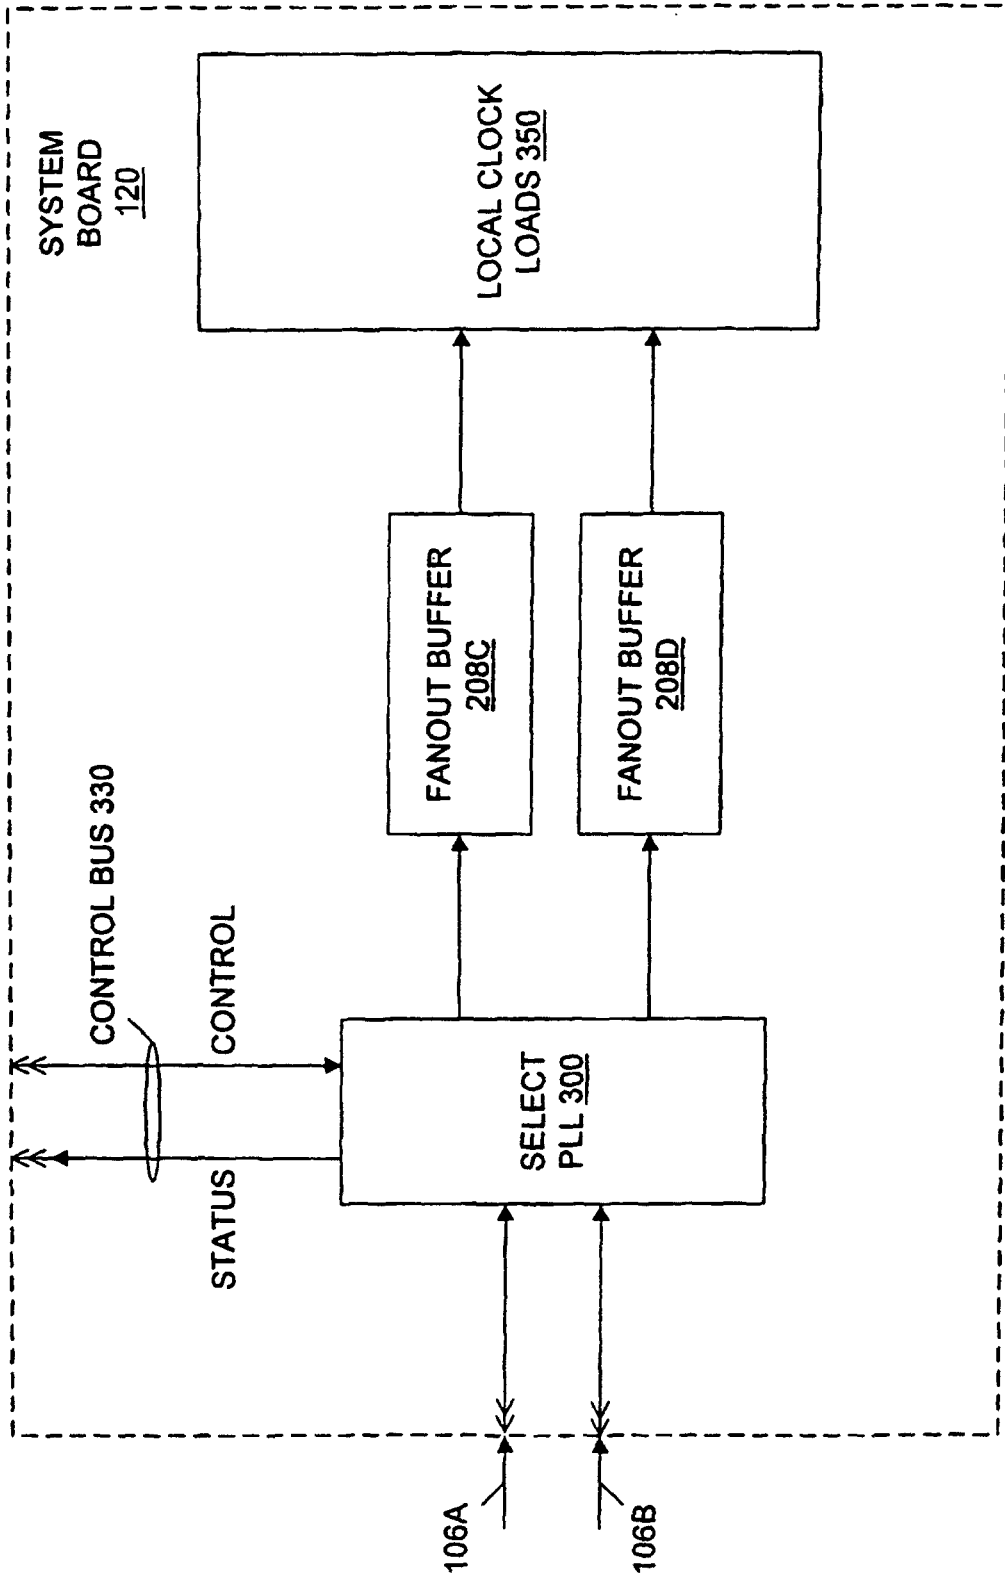 SYSTEM
BOARD
120
CONTROL BUS 330
STATUS
CONTROL
106A
106B
SELECT
PLL 300
FANOUT BUFFER
208C
FANOUT BUFFER
208D
LOCAL CLOCK
LOADS 350